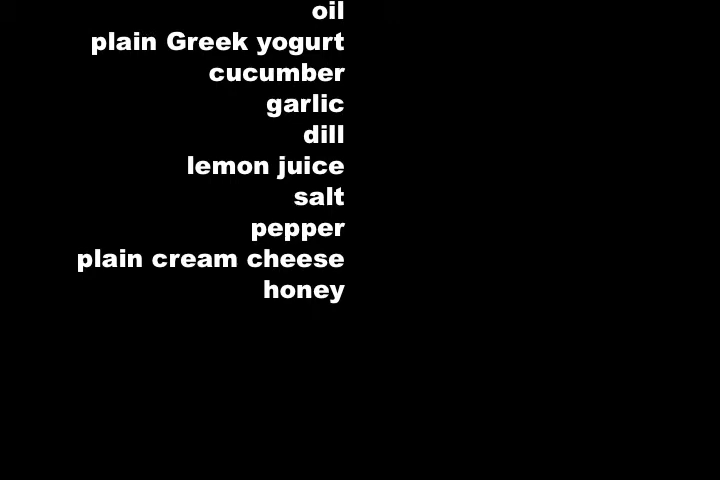 oil
plain Greek yogurt
cucumber
garlic
dill
lemon juice
salt
pepper
plain cream cheese
honey